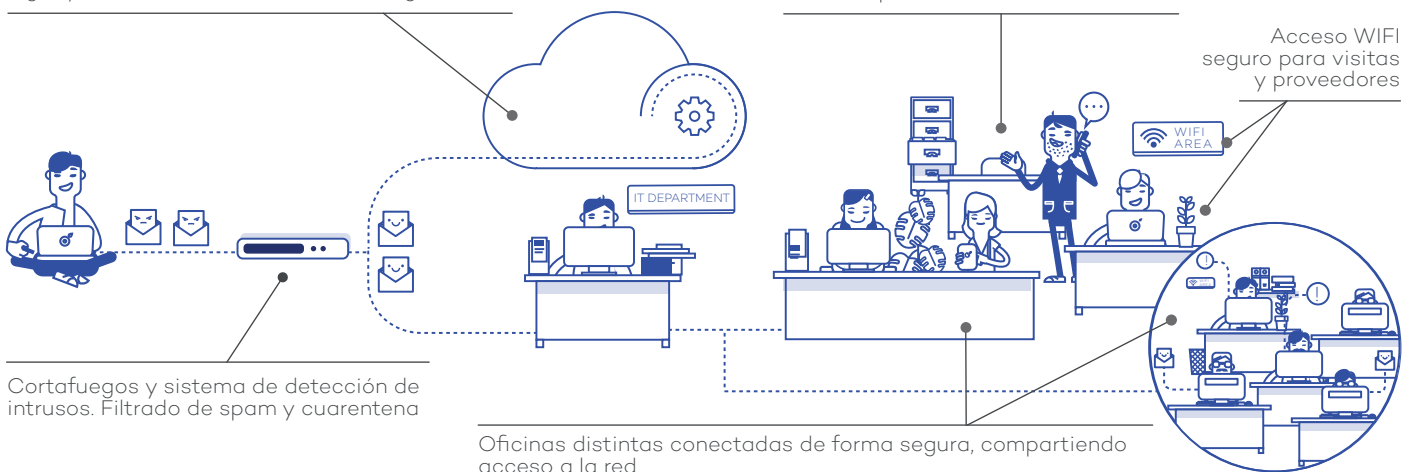 Acceso WIFI
seguro para visitas
y proveedores
WIFI
AREA
IT DEPARTMENT
Cortafuegos y sistema de detección de
intrusos. Filtrado de spam y cuarentena
Oficinas distintas conectadas de forma segura, compartiendo
acceso a la red